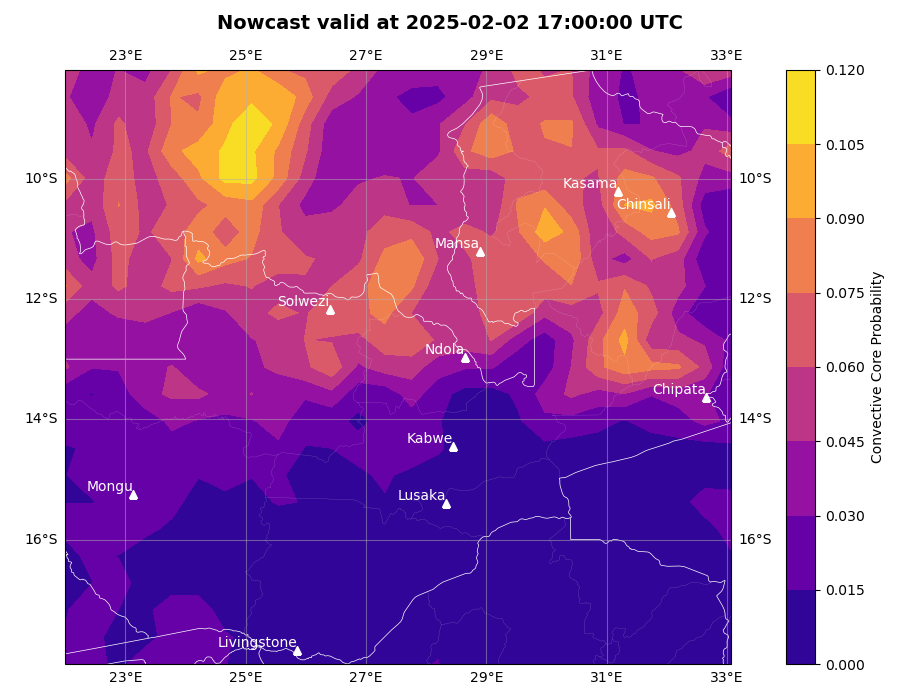 Nowcast valid at 2025-02-02 17:00:00 UTC
23°E 25°E 27°E 29°E 31°E 33°E
0.120
0.105
10°S Kasama 10°S
Chinsali
0.090
Mansa
0.075
12°S Solwezi 12°S
Ndola
0.060
Chipata
14°S 14°S
Kabwe
0.045
Mongu
Lusaka
0.030
16°S 16°S
0.015
Livingstone
0.000
23°E 25°E 27°E 29°E 31°E 33°E
Convective Core Probability